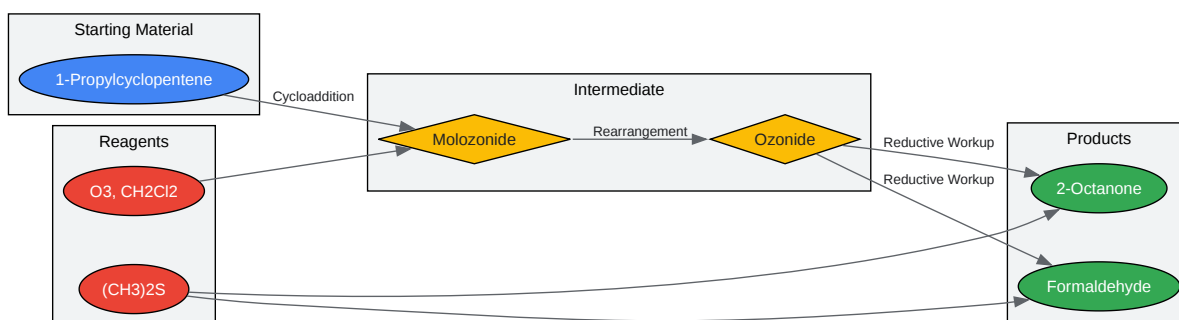 Starting Material
1-Propylcyclopentene
Cycloaddition
Reagents
O3, CH2Cl2
(CH3)2S
Intermediate
Molozonide
Rearrangement
Ozonide
Reductive Workup
Reductive Workup
Products
2-Octanone
Formaldehyde